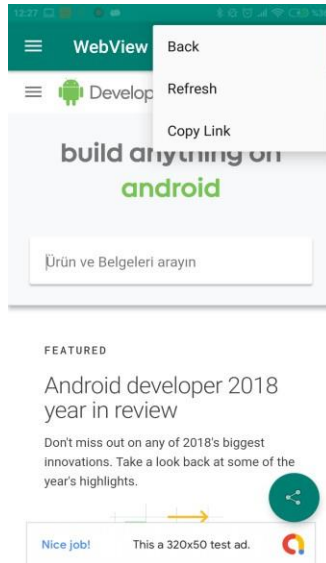 12:27
WebView
Back
Refresh
Copy Link
Develop
build anything on
android
Ürün ve Belgeleri arayın
FEATURED
Android developer 2018
year in review
Don't miss out on any of 2018's biggest
innovations. Take a look back at some of the
year's highlights.
Nice job!
This a 320x50 test ad.